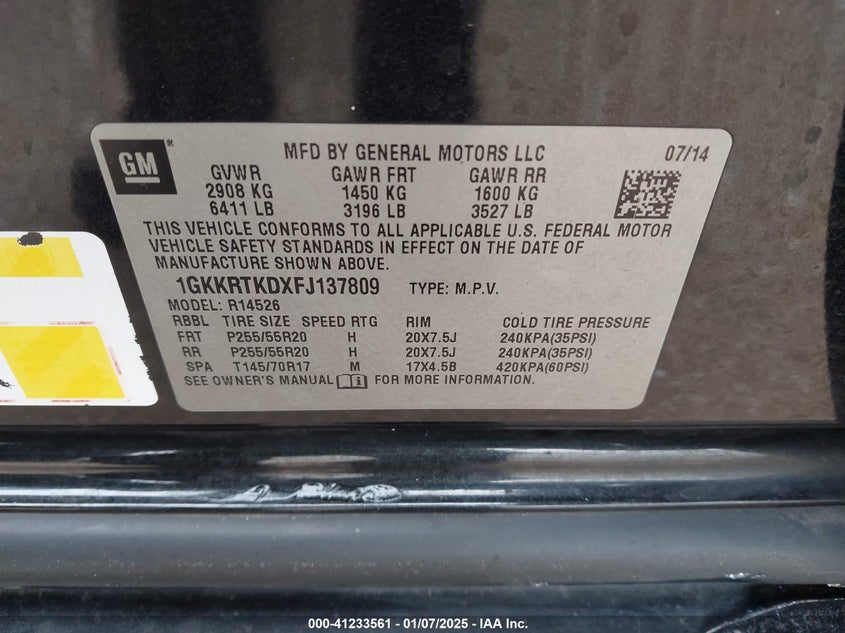 GM
MFD BY GENERAL MOTORS LLC 07/14
GVWR GAWR FRT GAWR RR
2908 KG 1450 KG 1600 KG
6411 LB 3196 LB 3527 LB
THIS VEHICLE CONFORMS TO ALL APPLICABLE U.S. FEDERAL MOTOR
VEHICLE SAFETY STANDARDS IN EFFECT ON THE DATE OF
MANUFACTURE SHOWN ABOVE.
1GKKRTKDXFJ137809 TYPE: M.P.V.
MODEL: R14526
RBBL TIRE SIZE SPEED RTG RIM COLD TIRE PRESSURE
FRT P255/55R20 H 20X7.5J 240KPA(35PSI)
RR P255/55R20 H 20X7.5J 240KPA(35PSI)
SPA T145/70R17 M 17X4.5B 420KPA(60PSI)
SEE OWNER'S MANUAL FOR MORE INFORMATION.
000-41233561 — 01/07/2025 — IAA Inc.